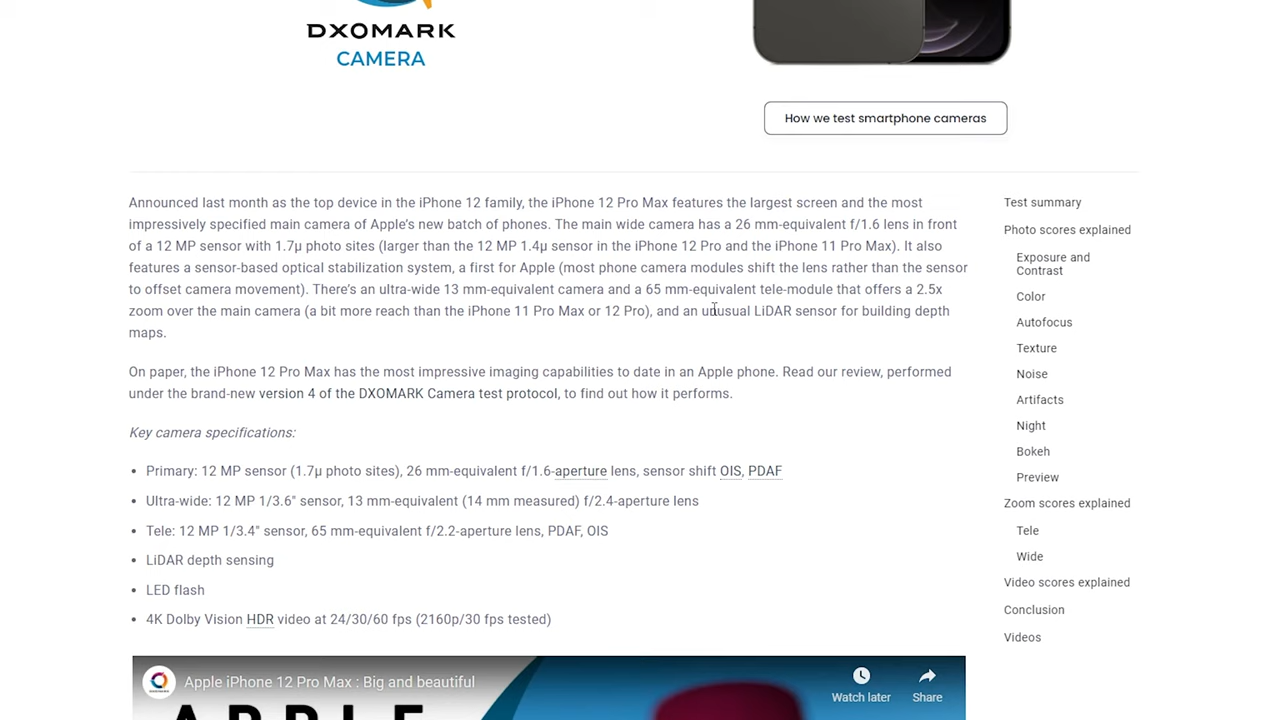 DXOMARK
CAMERA
How we test smartphone cameras
Announced last month as the top device in the iPhone 12 family, the iPhone 12 Pro Max features the largest screen and the most
impressively specified main camera of Apple's new batch of phones. The main wide camera has a 26 mm-equivalent f/1.6 lens in front
of a 12 MP sensor with 1.7µ photo sites (larger than the 12 MP 1.4µ sensor in the iPhone 12 Pro and the iPhone 11 Pro Max). It also
features a sensor-based optical stabilization system, a first for Apple (most phone camera modules shift the lens rather than the sensor
to offset camera movement). There's an ultra-wide 13 mm-equivalent camera and a 65 mm-equivalent tele-module that offers a 2.5x
zoom over the main camera (a bit more reach than the iPhone 11 Pro Max or 12 Pro), and an unusual LiDAR sensor for building depth
maps.
On paper, the iPhone 12 Pro Max has the most impressive imaging capabilities to date in an Apple phone. Read our review, performed
under the brand-new version 4 of the DXOMARK Camera test protocol, to find out how it performs.
Key camera specifications:
• Primary: 12 MP sensor (1.7µ photo sites), 26 mm-equivalent f/1.6-aperture lens, sensor shift OIS, PDAF
• Ultra-wide: 12 MP 1/3.6" sensor, 13 mm-equivalent (14 mm measured) f/2.4-aperture lens
• Tele: 12 MP 1/3.4" sensor, 65 mm-equivalent f/2.2-aperture lens, PDAF, OIS
• LiDAR depth sensing
• LED flash
• 4K Dolby Vision HDR video at 24/30/60 fps (2160p/30 fps tested)
Apple iPhone 12 Pro Max : Big and beautiful
Watch later
Share
APPLE
Test summary
Photo scores explained
Exposure and
Contrast
Color
Autofocus
Texture
Noise
Artifacts
Night
Bokeh
Preview
Zoom scores explained
Tele
Wide
Video scores explained
Conclusion
Videos